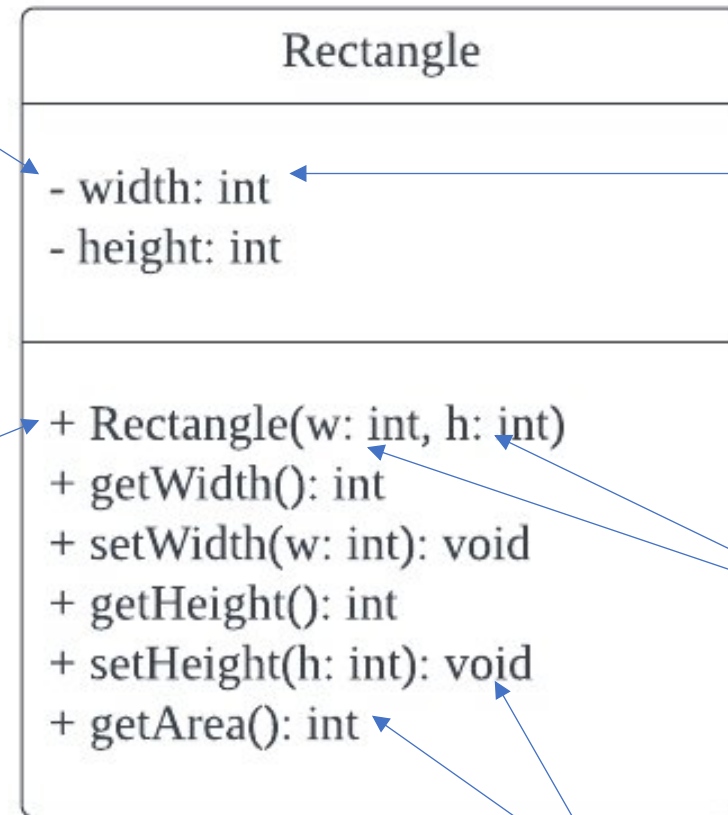 Rectangle
- width: int
- height: int
+ Rectangle(w: int, h: int)
+ getWidth(): int
+ setWidth(w: int): void
+ getHeight(): int
+ setHeight(h: int): void
+ getArea(): int